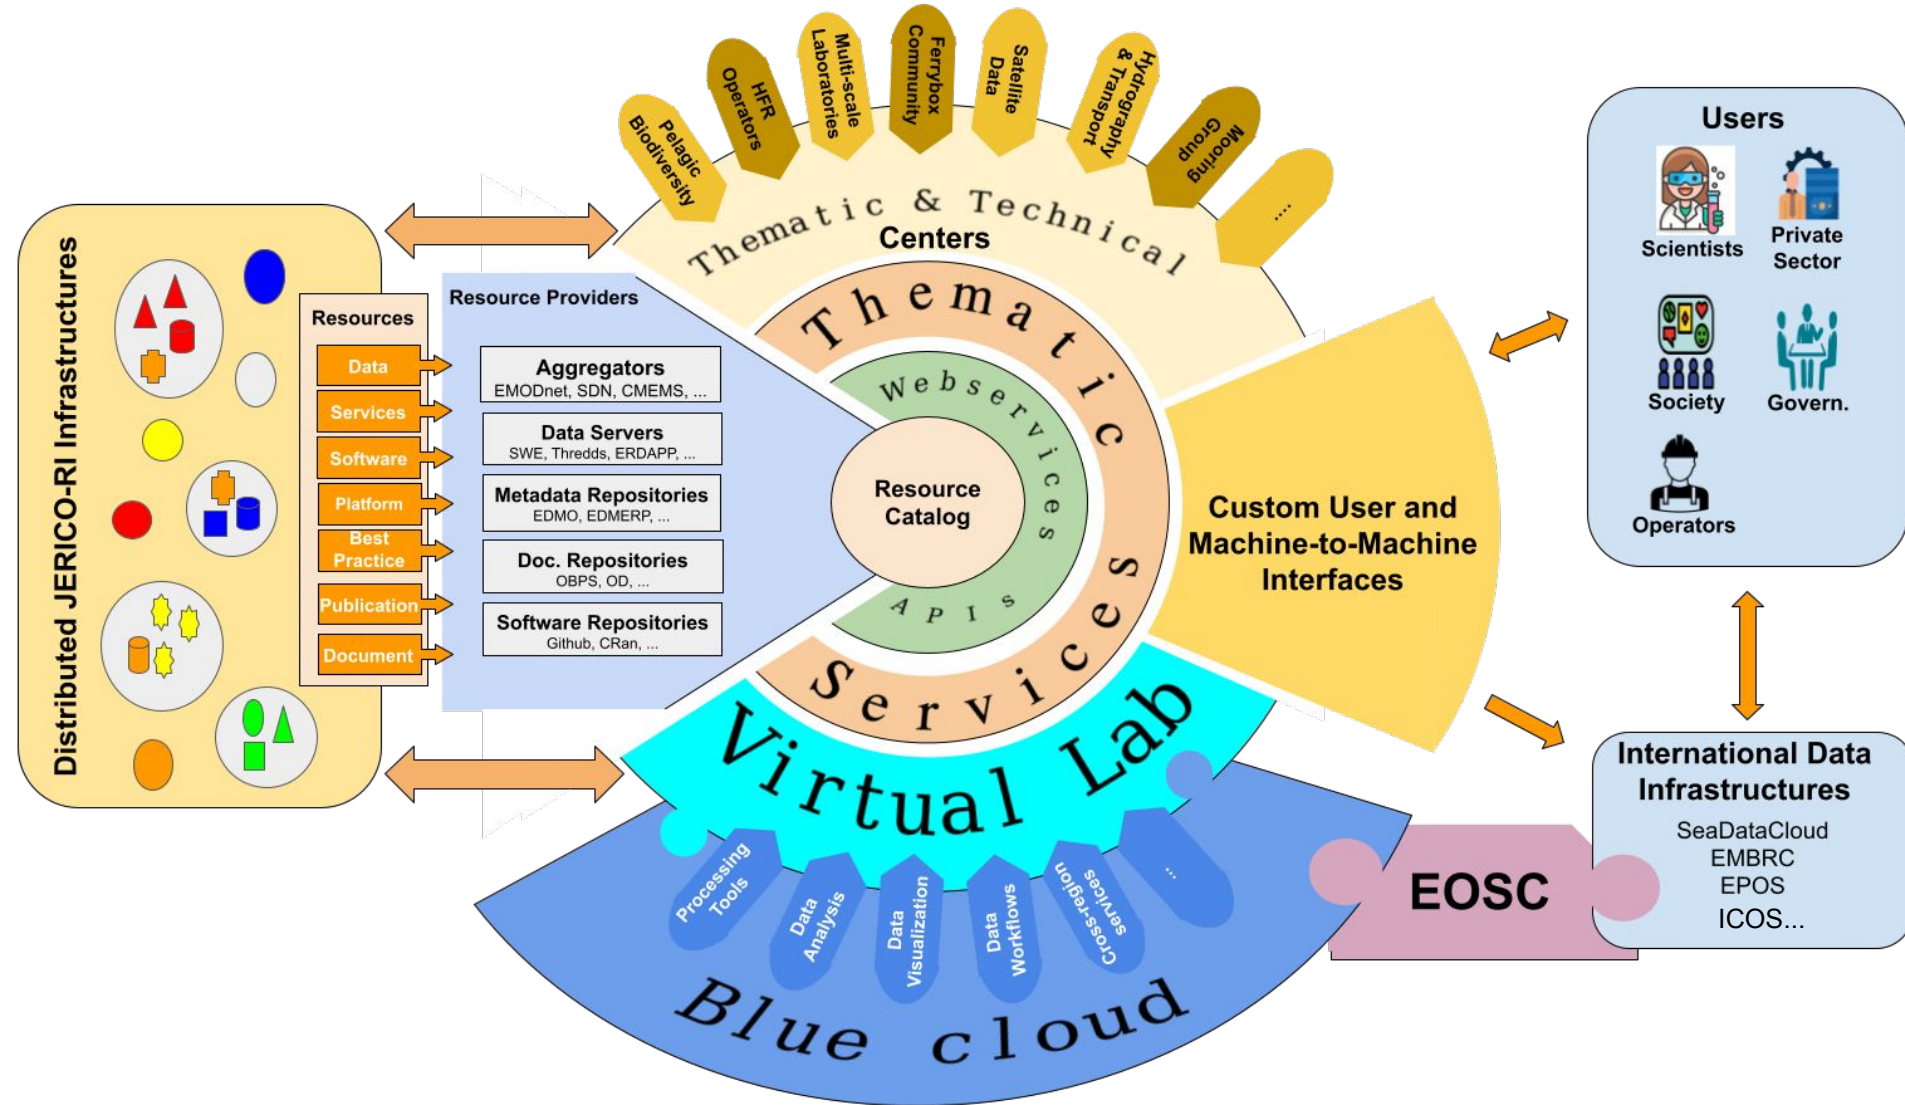 Distributed JERICO-RI Infrastructures
Resources
Data
Services
Software
Platform
Best
Practice
Publication
Document
Resource Providers
Aggregators
EMODnet, SDN, CMEMS, ...
Data Servers
SWE, Thredds, ERDAPP, ...
Metadata Repositories
EDMO, EDMERP, ...
Doc. Repositories
OBPS, OD, ...
Software Repositories
Github, CRan, ...
Pelagic
Biodiversity
HFR
Operators
Multi-scale
Laboratories
Ferrybox
Community
Satellite
Data
Hydrography
& Transport
Mooring
Group
....
Thematic & Technical
Centers
Thematic Services
Webservices
APIs
Resource
Catalog
Virtual Lab
Processing
Tools
Data
Analysis
Data
Visualization
Data
Workflows
Cross-region
services
...
Blue cloud
Custom User and
Machine-to-Machine
Interfaces
Users
Scientists
Private
Sector
Society
Govern.
Operators
EOSC
International Data
Infrastructures
SeaDataCloud
EMBRC
EPOS
ICOS...